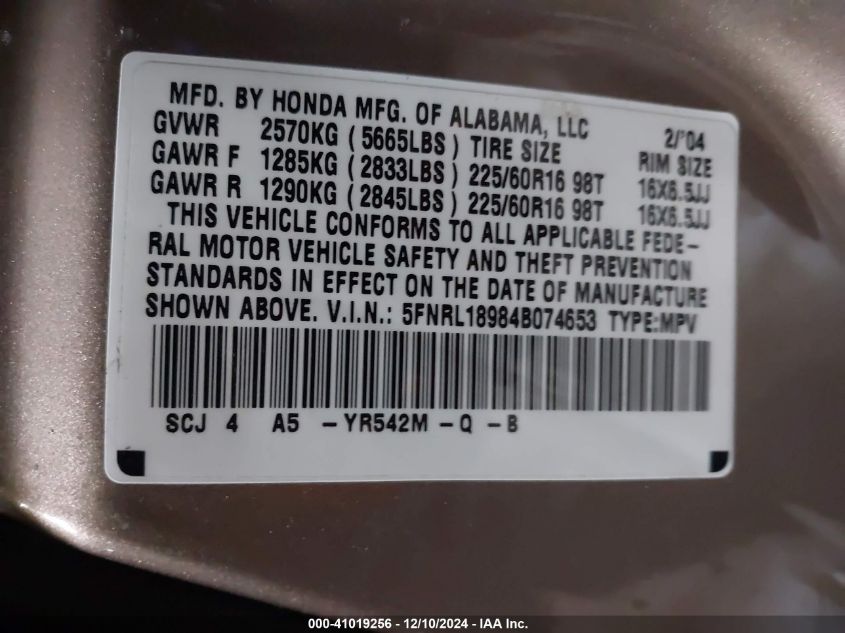 MFD. BY HONDA MFG. OF ALABAMA, LLC 2/'04
GVWR 2570KG (5665LBS) TIRE SIZE RIM SIZE
GAWR F 1285KG (2833LBS) 225/60R16 98T 16X6.5JJ
GAWR R 1290KG (2845LBS) 225/60R16 98T 16X6.5JJ
THIS VEHICLE CONFORMS TO ALL APPLICABLE FEDE-
RAL MOTOR VEHICLE SAFETY AND THEFT PREVENTION
STANDARDS IN EFFECT ON THE DATE OF MANUFACTURE
SHOWN ABOVE. V.I.N.: 5FNRL18984B074653 TYPE:MPV
SCJ 4 A5 -YR542M -Q -B
000-41019256 - 12/10/2024 - IAA Inc.